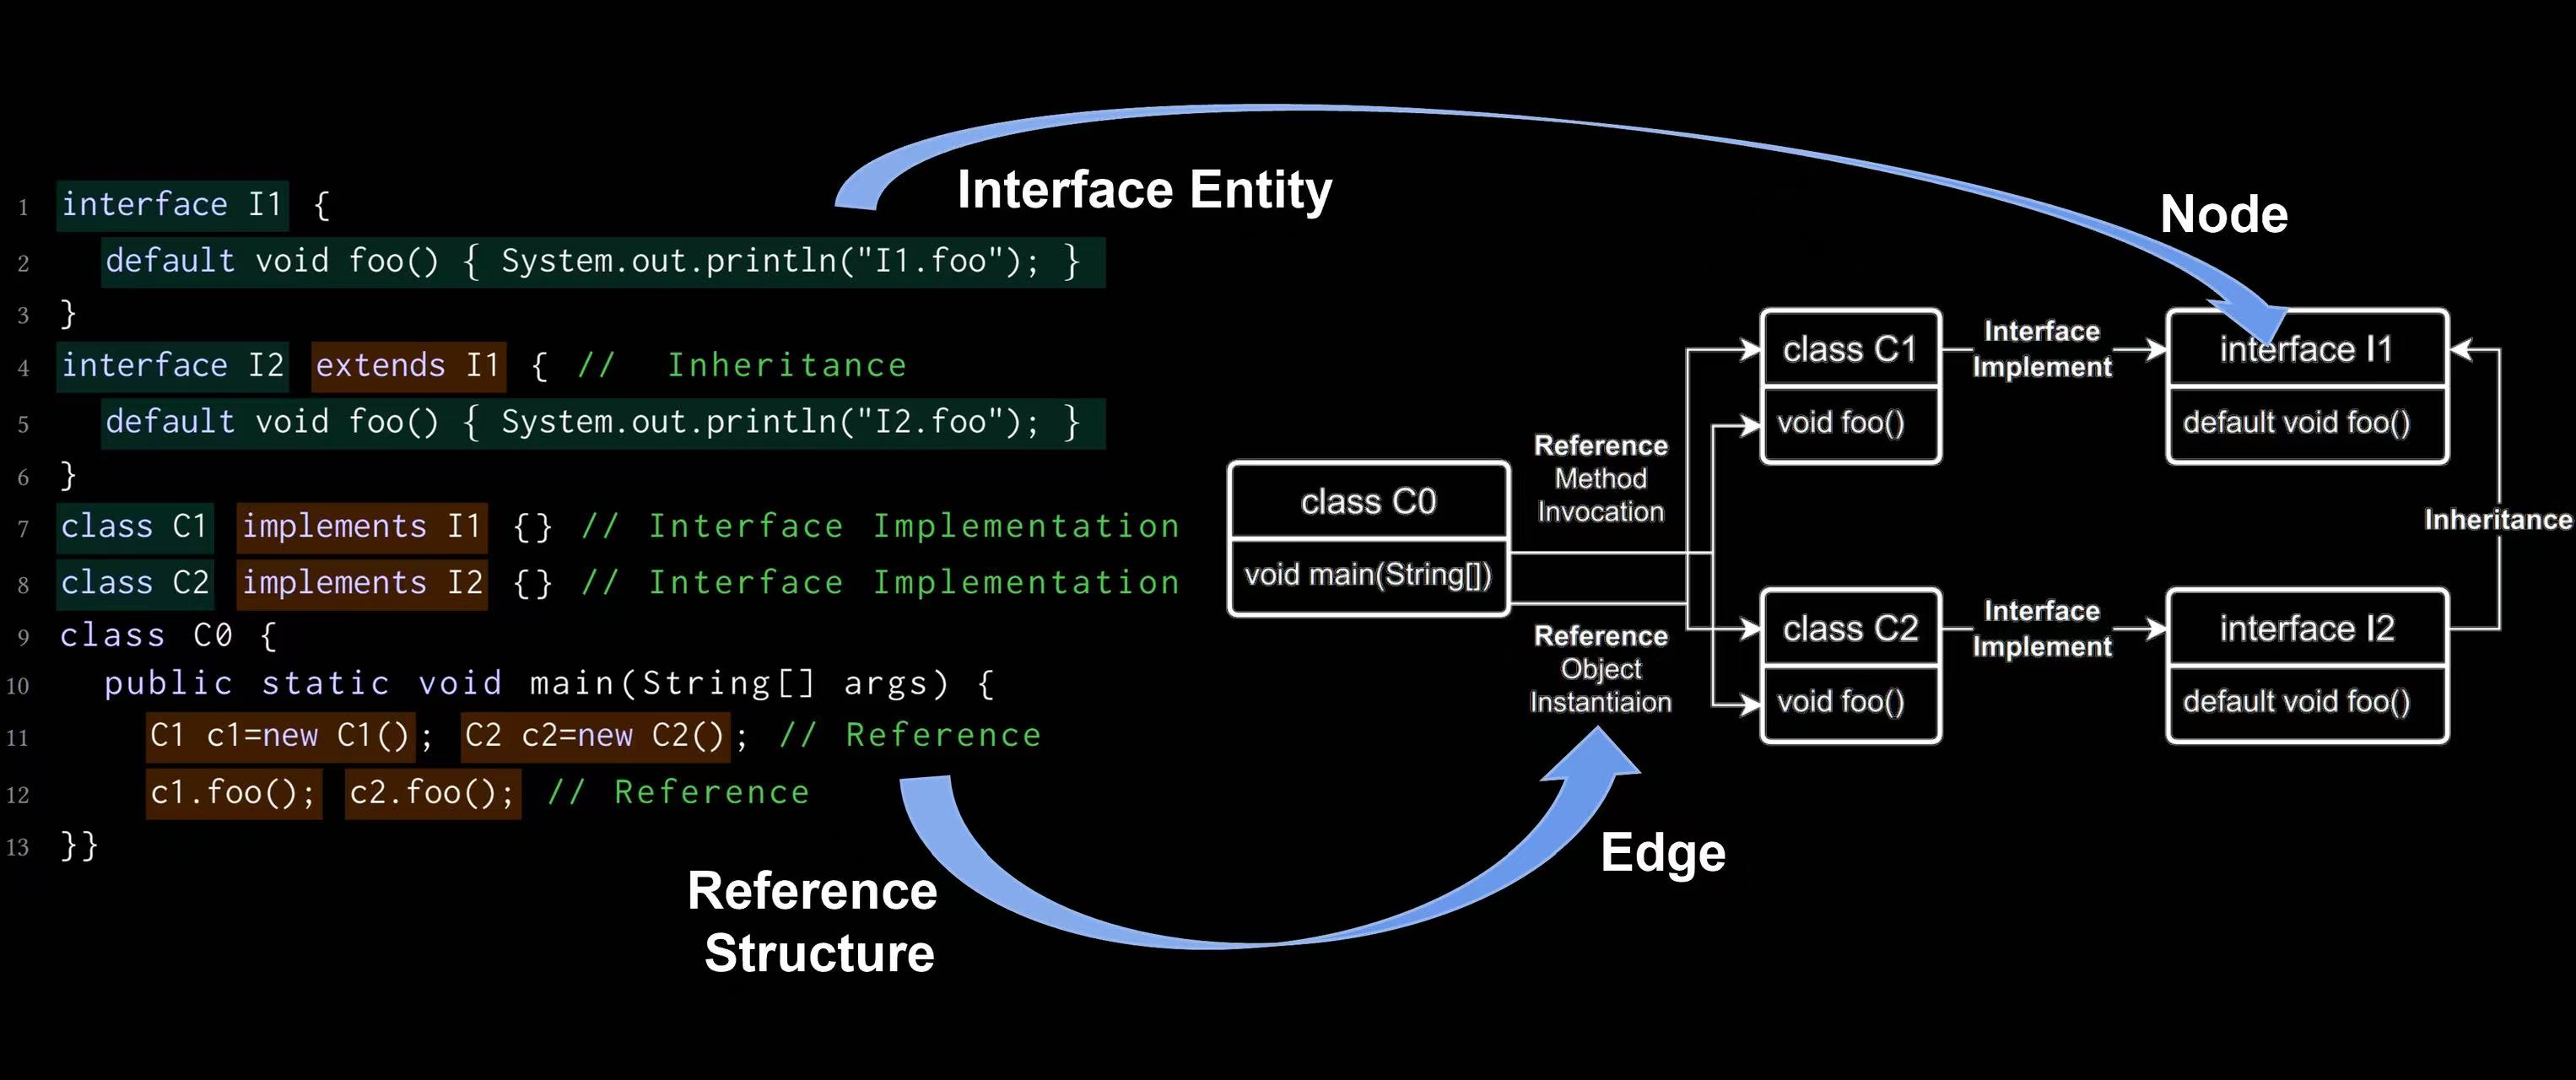 Interface Entity
Node
1 interface I1 {
2 default void foo() { System.out.println("I1.foo"); }
3 }
4 interface I2 extends I1 { // Inheritance
5 default void foo() { System.out.println("I2.foo"); }
6 }
7 class C1 implements I1 {} // Interface Implementation
8 class C2 implements I2 {} // Interface Implementation
9 class C0 {
10 public static void main(String[] args) {
11 C1 c1=new C1(); C2 c2=new C2(); // Reference
12 c1.foo(); c2.foo(); // Reference
13 }}
Reference
Structure
Edge
class C0
void main(String[])
Reference
Method
Invocation
Reference
Object
Instantiaion
class C1
void foo()
Interface
Implement
interface I1
default void foo()
Inheritance
class C2
void foo()
Interface
Implement
interface I2
default void foo()